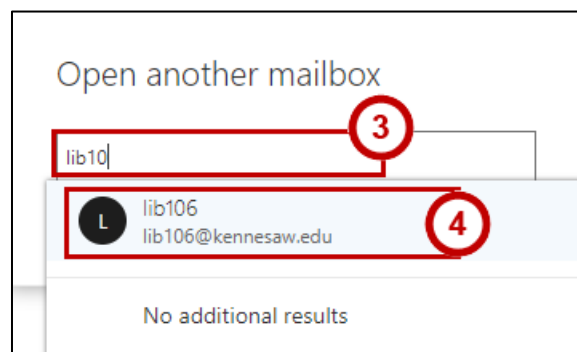 Open another mailbox
3
lib10
L
lib106
lib106@kennesaw.edu
4
No additional results